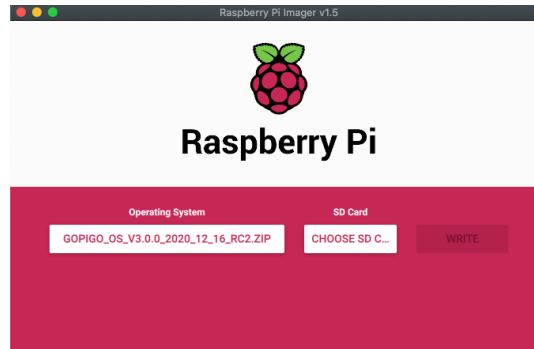 Raspberry Pi Imager v1.5
Raspberry Pi
Operating System
SD Card
GOPIGO_OS_V3.0.0_2020_12_16_RC2.ZIP
CHOOSE SD C...
WRITE